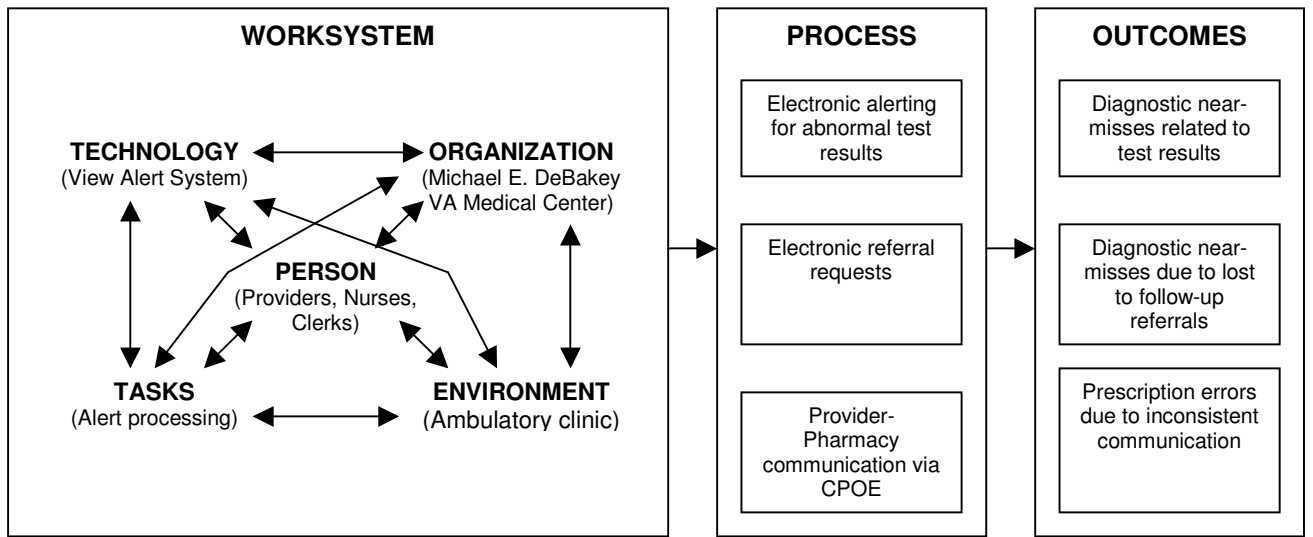 WORKSYSTEM
TECHNOLOGY
(View Alert System)
ORGANIZATION
(Michael E. DeBakey
VA Medical Center)
PERSON
(Providers, Nurses,
Clerks)
TASKS
(Alert processing)
ENVIRONMENT
(Ambulatory clinic)
PROCESS
Electronic alerting
for abnormal test
results
Electronic referral
requests
Provider-
Pharmacy
communication via
CPOE
OUTCOMES
Diagnostic near-
misses related to
test results
Diagnostic near-
misses due to lost
to follow-up
referrals
Prescription errors
due to inconsistent
communication